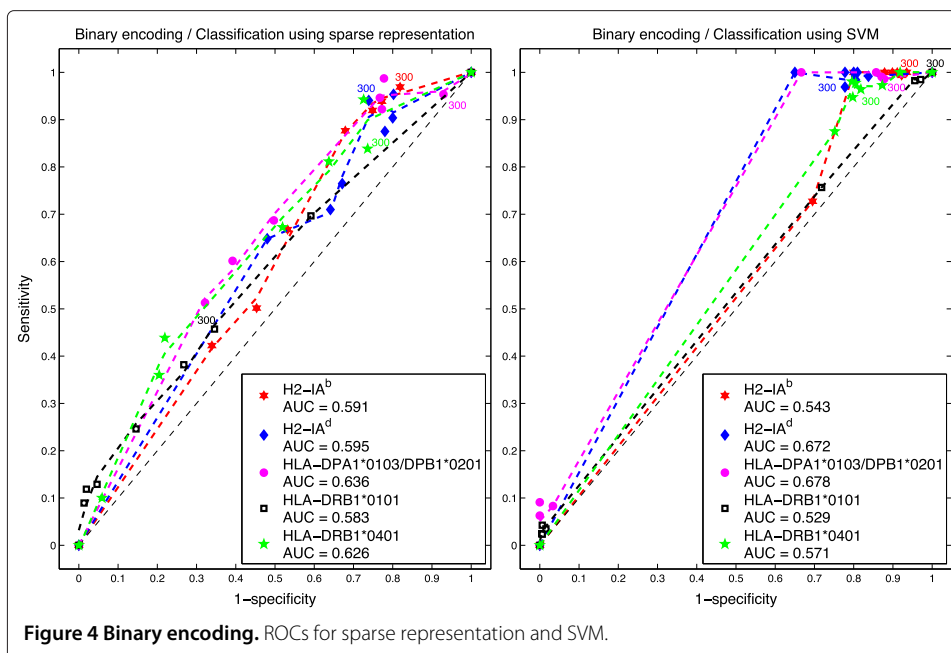 Binary encoding / Classification using sparse representation
1
0.9
0.8
0.7
0.6
0.5
0.4
0.3
0.2
0.1
0
Sensitivity
300
300
300
300
300
H2-IAᵇ
AUC = 0.591
H2-IAᵈ
AUC = 0.595
HLA-DPA1*0103/DPB1*0201
AUC = 0.636
HLA-DRB1*0101
AUC = 0.583
HLA-DRB1*0401
AUC = 0.626
0 0.1 0.2 0.3 0.4 0.5 0.6 0.7 0.8 0.9 1
1-specificity
Binary encoding / Classification using SVM
300
300
300
300
300
H2-IAᵇ
AUC = 0.543
H2-IAᵈ
AUC = 0.672
HLA-DPA1*0103/DPB1*0201
AUC = 0.678
HLA-DRB1*0101
AUC = 0.529
HLA-DRB1*0401
AUC = 0.571
0 0.1 0.2 0.3 0.4 0.5 0.6 0.7 0.8 0.9 1
1-specificity
Figure 4 Binary encoding. ROCs for sparse representation and SVM.